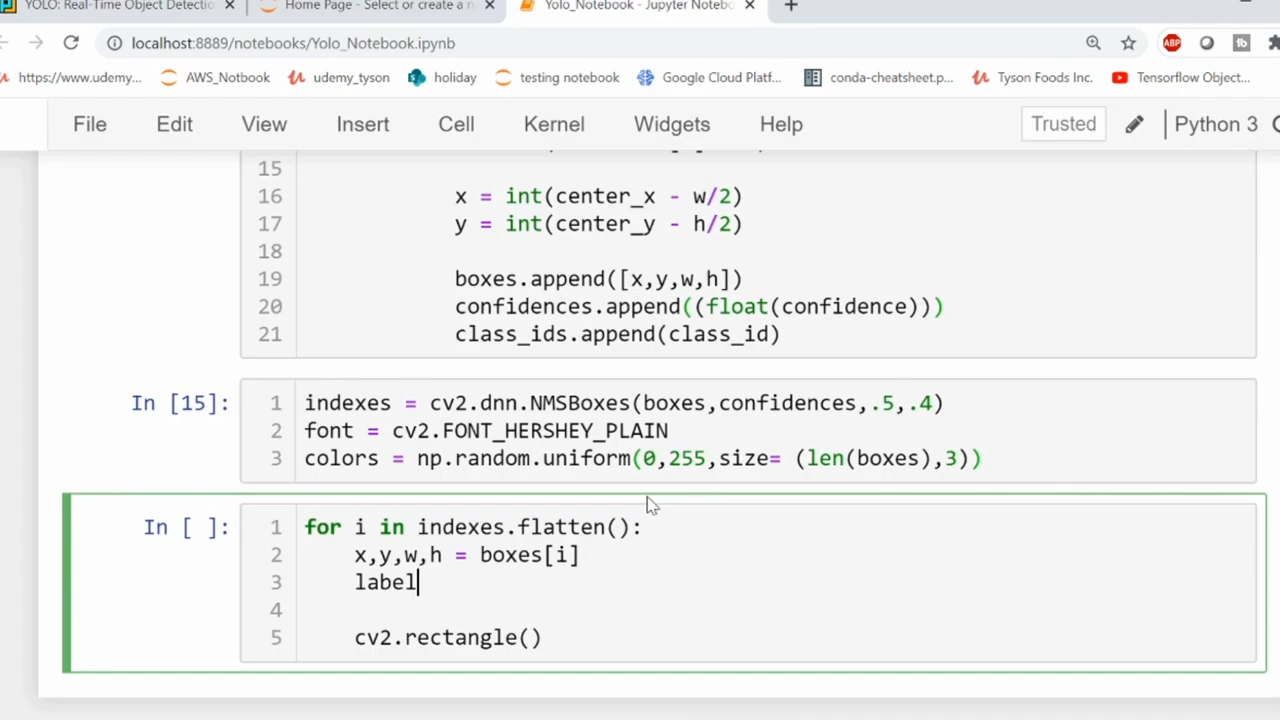 YOLO: Real-Time Object Detectio
Home Page - Select or create a n
Yolo_Notebook - Jupyter Notebo
localhost:8889/notebooks/Yolo_Notebook.ipynb
ABP
https://www.udemy...
AWS_Notbook
udemy_tyson
holiday
testing notebook
Google Cloud Platf...
conda-cheatsheet.p...
Tyson Foods Inc.
Tensorflow Object...
File Edit View Insert Cell Kernel Widgets Help Trusted Python 3
15
16 x = int(center_x - w/2)
17 y = int(center_y - h/2)
18
19 boxes.append([x,y,w,h])
20 confidences.append((float(confidence)))
21 class_ids.append(class_id)
In [15]:
1 indexes = cv2.dnn.NMSBoxes(boxes,confidences,.5,.4)
2 font = cv2.FONT_HERSHEY_PLAIN
3 colors = np.random.uniform(0,255,size= (len(boxes),3))
In [ ]:
1 for i in indexes.flatten():
2 x,y,w,h = boxes[i]
3 label
4
5 cv2.rectangle()